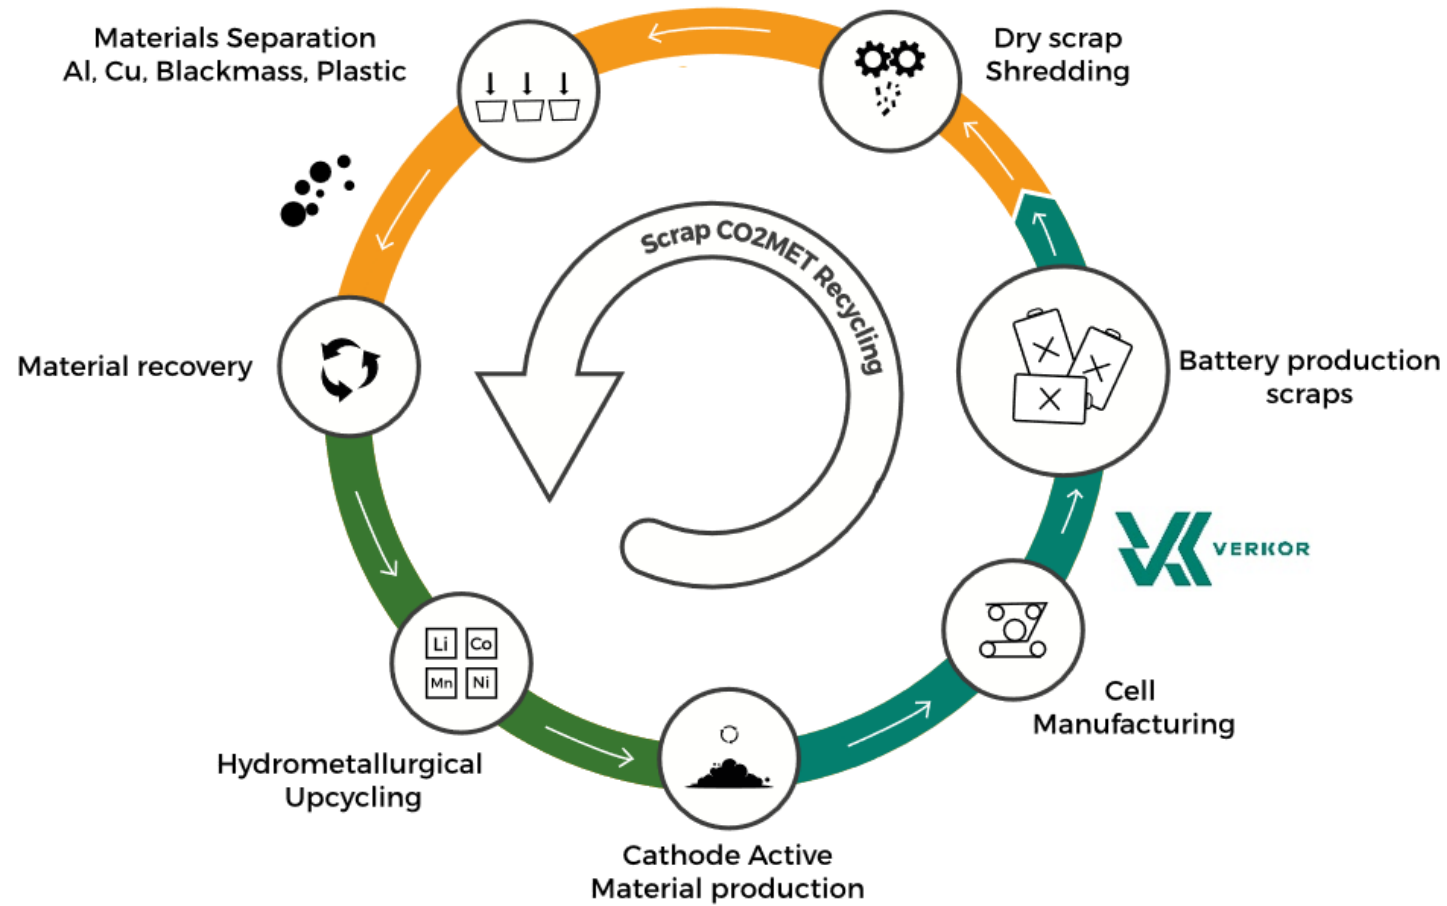 Materials Separation
Al, Cu, Blackmass, Plastic
Dry scrap
Shredding
Scrap CO2MET Recycling
Material recovery
Battery production
scraps
VERKOR
Li
Co
Mn
Ni
Cell
Manufacturing
Hydrometallurgical
Upcycling
Cathode Active
Material production